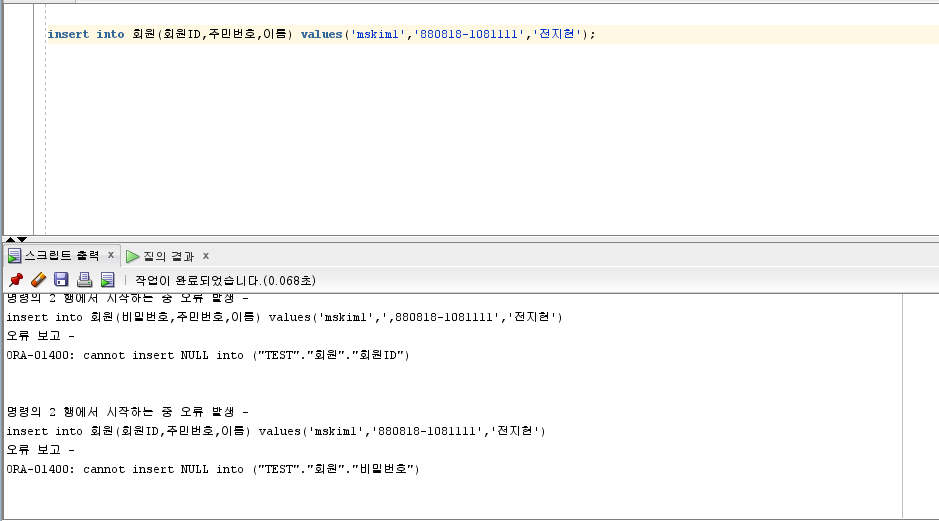 insert into 회원(회원ID,주민번호,이름) values('mskim1','880818-1081111','전지현');
스크립트 출력 x 질의 결과 x
작업이 완료되었습니다.(0.068초)
명령의 2 행에서 시작하는 중 오류 발생 -
insert into 회원(비밀번호,주민번호,이름) values('mskim1',',880818-1081111','전지현')
오류 보고 -
ORA-01400: cannot insert NULL into ("TEST"."회원"."회원ID")
명령의 2 행에서 시작하는 중 오류 발생 -
insert into 회원(회원ID,주민번호,이름) values('mskim1','880818-1081111','전지현')
오류 보고 -
ORA-01400: cannot insert NULL into ("TEST"."회원"."비밀번호")